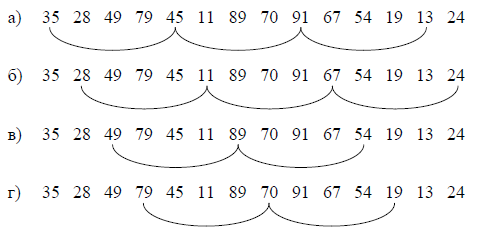 а) 35 28 49 79 45 11 89 70 91 67 54 19 13 24
б) 35 28 49 79 45 11 89 70 91 67 54 19 13 24
в) 35 28 49 79 45 11 89 70 91 67 54 19 13 24
г) 35 28 49 79 45 11 89 70 91 67 54 19 13 24